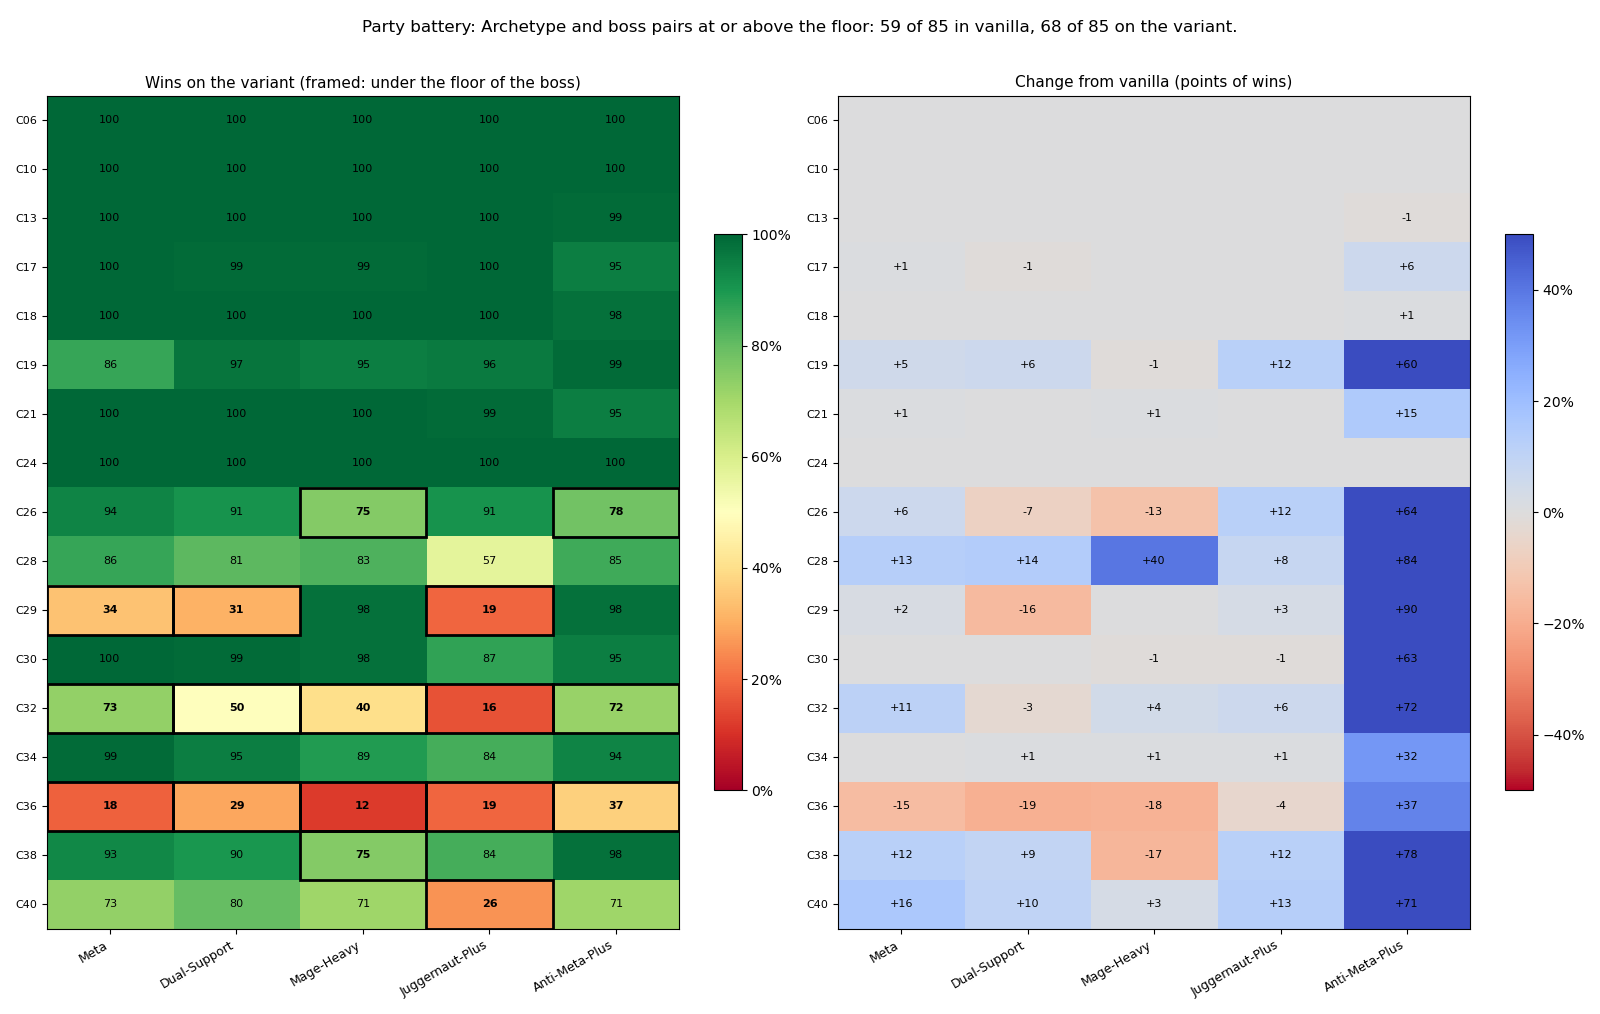 Party battery: Archetype and boss pairs at or above the floor: 59 of 85 in vanilla, 68 of 85 on the variant.
Wins on the variant (framed: under the floor of the boss)
C06 100 100 100 100 100
C10 100 100 100 100 100
C13 100 100 100 100 99
C17 100 99 99 100 95
C18 100 100 100 100 98
C19 86 97 95 96 99
C21 100 100 100 99 95
C24 100 100 100 100 100
C26 94 91 75 91 78
C28 86 81 83 57 85
C29 34 31 98 19 98
C30 100 99 98 87 95
C32 73 50 40 16 72
C34 99 95 89 84 94
C36 18 29 12 19 37
C38 93 90 75 84 98
C40 73 80 71 26 71
Meta Dual-Support Mage-Heavy Juggernaut-Plus Anti-Meta-Plus
100%
80%
60%
40%
20%
0%
Change from vanilla (points of wins)
C06
C10
C13 -1
C17 +1 -1 +6
C18 +1
C19 +5 +6 -1 +12 +60
C21 +1 +1 +15
C24
C26 +6 -7 -13 +12 +64
C28 +13 +14 +40 +8 +84
C29 +2 -16 +3 +90
C30 -1 -1 +63
C32 +11 -3 +4 +6 +72
C34 +1 +1 +1 +32
C36 -15 -19 -18 -4 +37
C38 +12 +9 -17 +12 +78
C40 +16 +10 +3 +13 +71
Meta Dual-Support Mage-Heavy Juggernaut-Plus Anti-Meta-Plus
40%
20%
0%
−20%
−40%